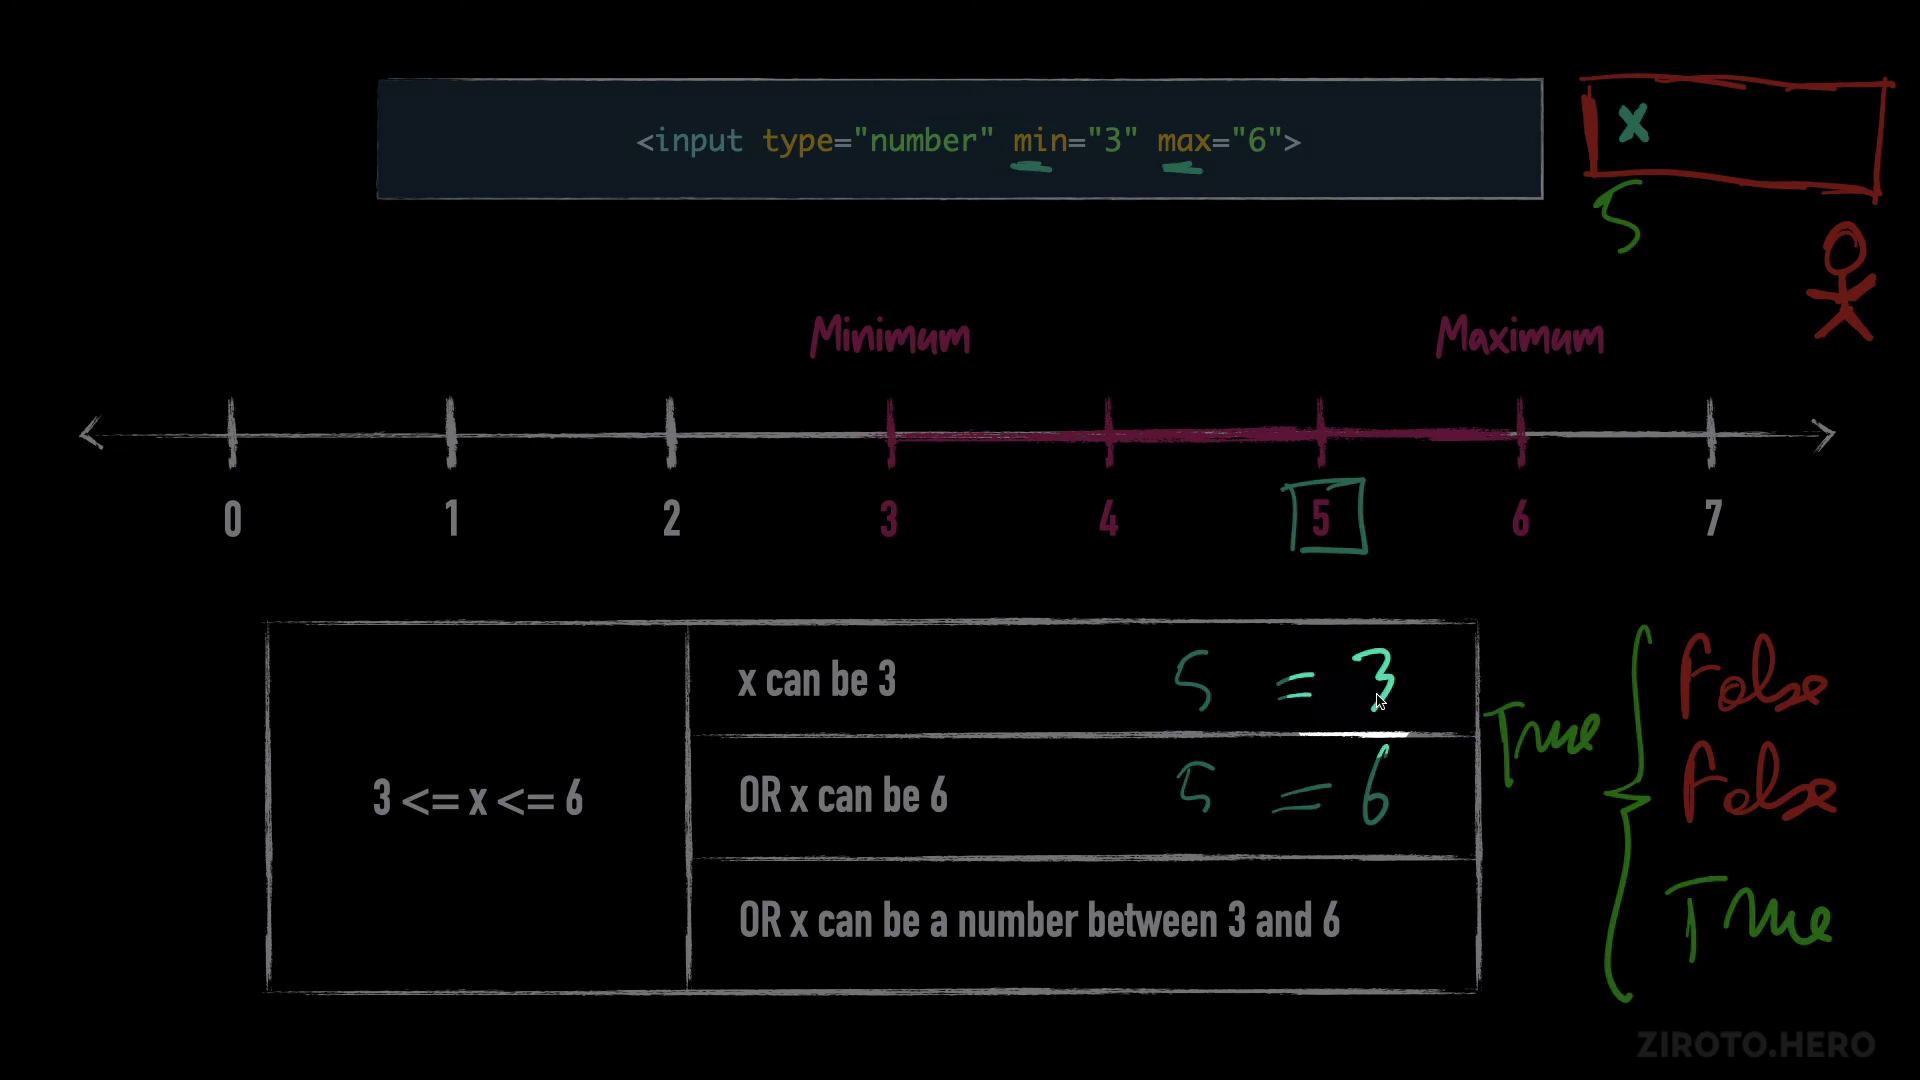 <input type="number" min="3" max="6">
x
5
Minimum
Maximum
0 1 2 3 4 5 6 7
3 <= x <= 6
x can be 3
5 = 3
OR x can be 6
5 = 6
OR x can be a number between 3 and 6
True
False
False
True
ZIROTO.HERO